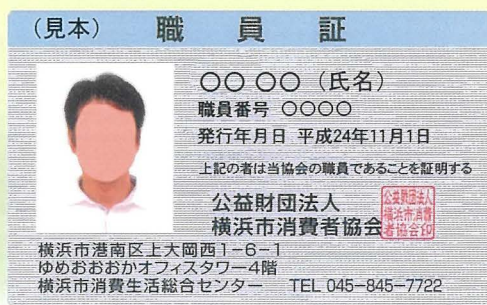 (見本) 職員証
○○ ○○ (氏名)
職員番号 ○○○○
発行年月日 平成24年11月1日
上記の者は当協会の職員であることを証明する
公益財団法人
横浜市消費者協会
公益財団法人
横浜市消費
者協会印
横浜市港南区上大岡西1-6-1
ゆめおおおかオフィスタワー4階
横浜市消費生活総合センター TEL 045-845-7722